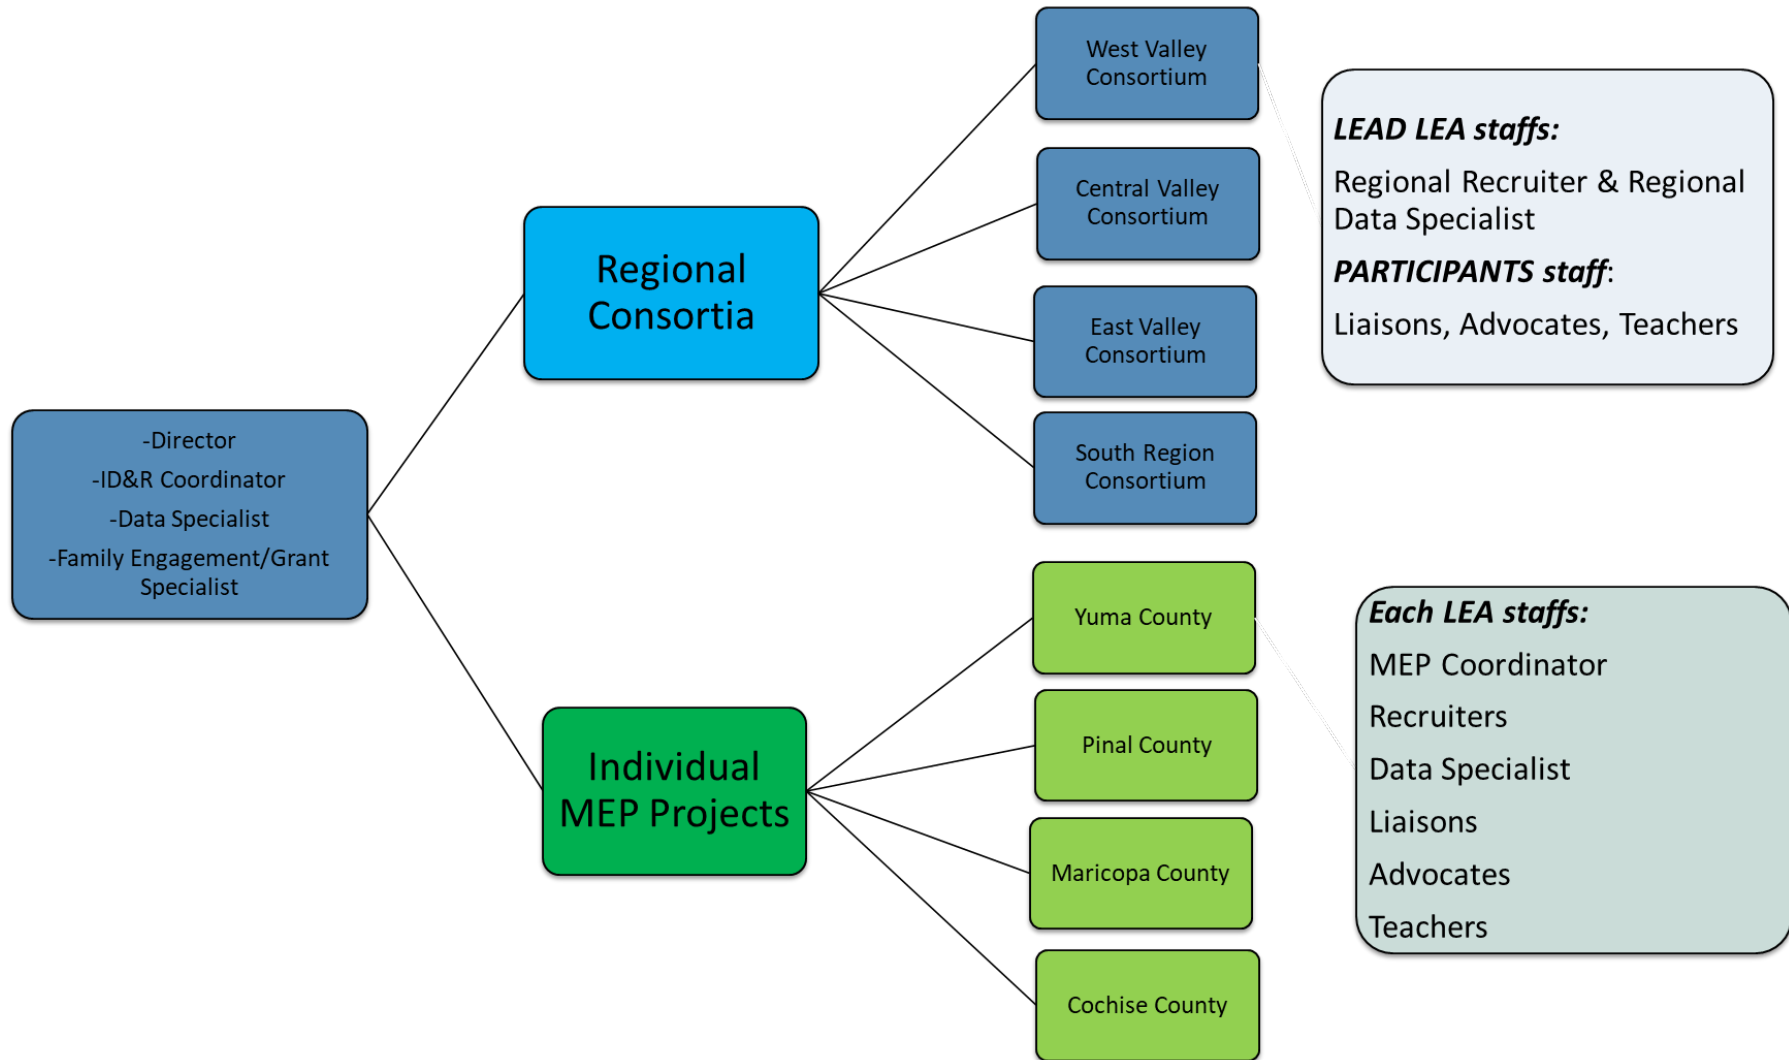 -Director
-ID&R Coordinator
-Data Specialist
-Family Engagement/Grant
Specialist
Regional
Consortia
Individual
MEP Projects
West Valley
Consortium
Central Valley
Consortium
East Valley
Consortium
South Region
Consortium
Yuma County
Pinal County
Maricopa County
Cochise County
LEAD LEA staffs:
Regional Recruiter & Regional
Data Specialist
PARTICIPANTS staff:
Liaisons, Advocates, Teachers
Each LEA staffs:
MEP Coordinator
Recruiters
Data Specialist
Liaisons
Advocates
Teachers